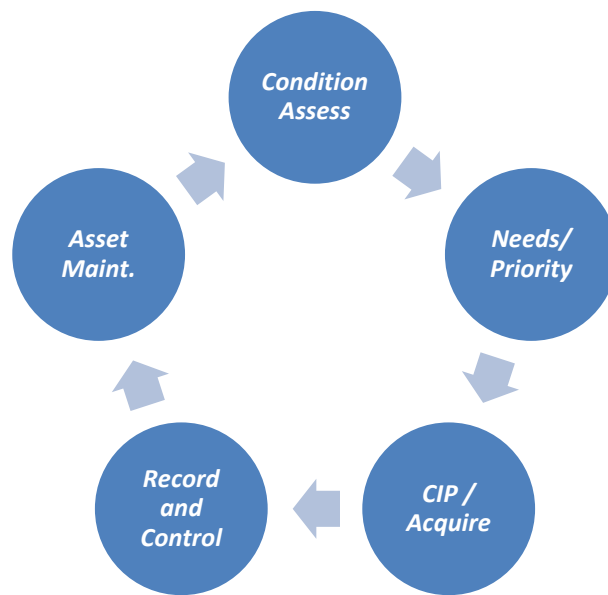 Condition
Assess
Needs/
Priority
CIP /
Acquire
Record
and
Control
Asset
Maint.